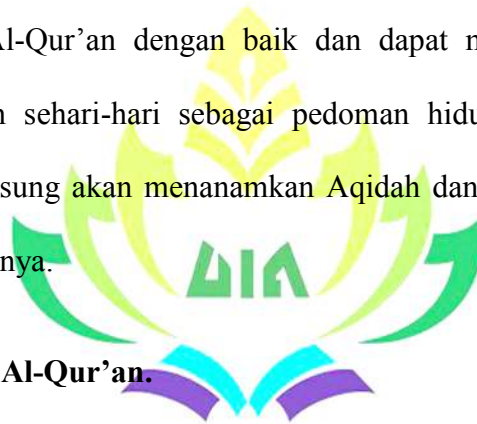 Al-Qur’an dengan baik dan dapat m
n sehari-hari sebagai pedoman hidu
sung akan menanamkan Aqidah dan
nya.
UIN
Al-Qur’an.